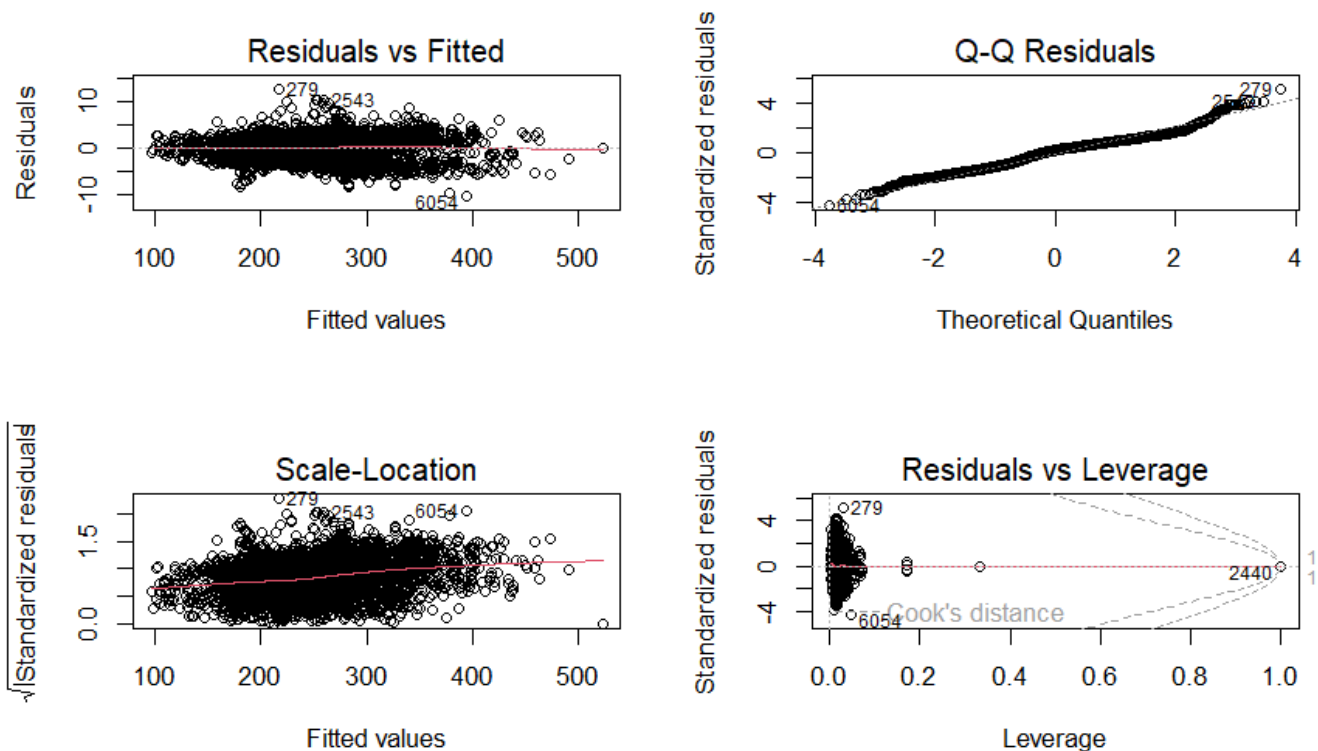 Residuals vs Fitted
Residuals
10
0
-10
279
2543
6054
100 200 300 400 500
Fitted values
Q-Q Residuals
Standardized residuals
4
0
-4
279
6054
-4 -2 0 2 4
Theoretical Quantiles
Scale-Location
√|Standardized residuals|
1.5
0.0
279
2543
6054
100 200 300 400 500
Fitted values
Residuals vs Leverage
Standardized residuals
4
0
-4
279
2440
6054
Cook's distance
1
1
0.0 0.2 0.4 0.6 0.8 1.0
Leverage